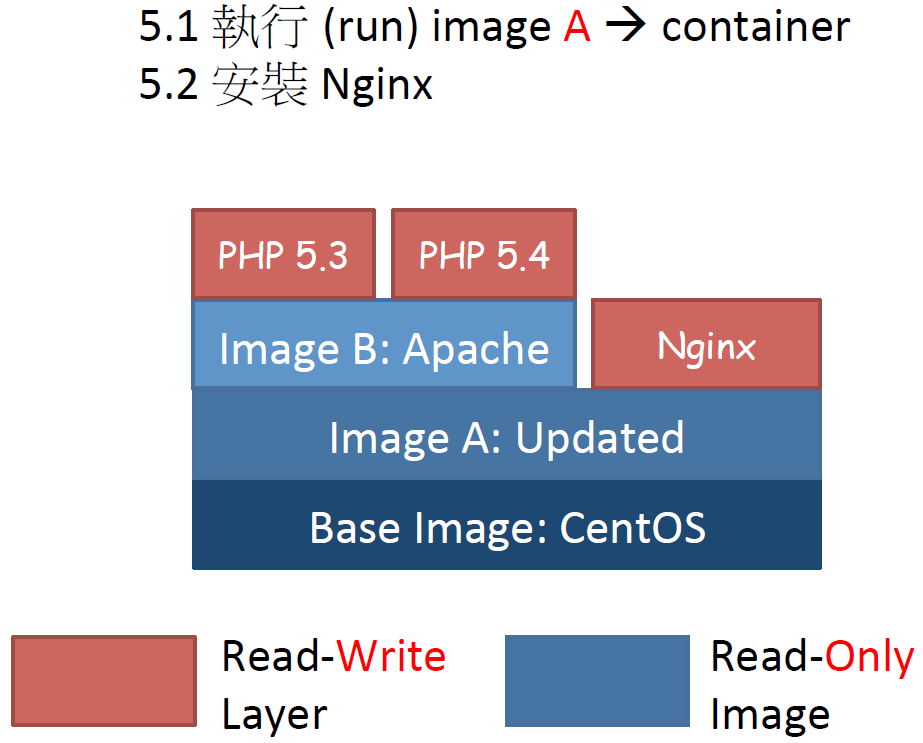 5.1 執行 (run) image A → container
5.2 安裝 Nginx
PHP 5.3
PHP 5.4
Image B: Apache
Nginx
Image A: Updated
Base Image: CentOS
Read-Write
Layer
Read-Only
Image